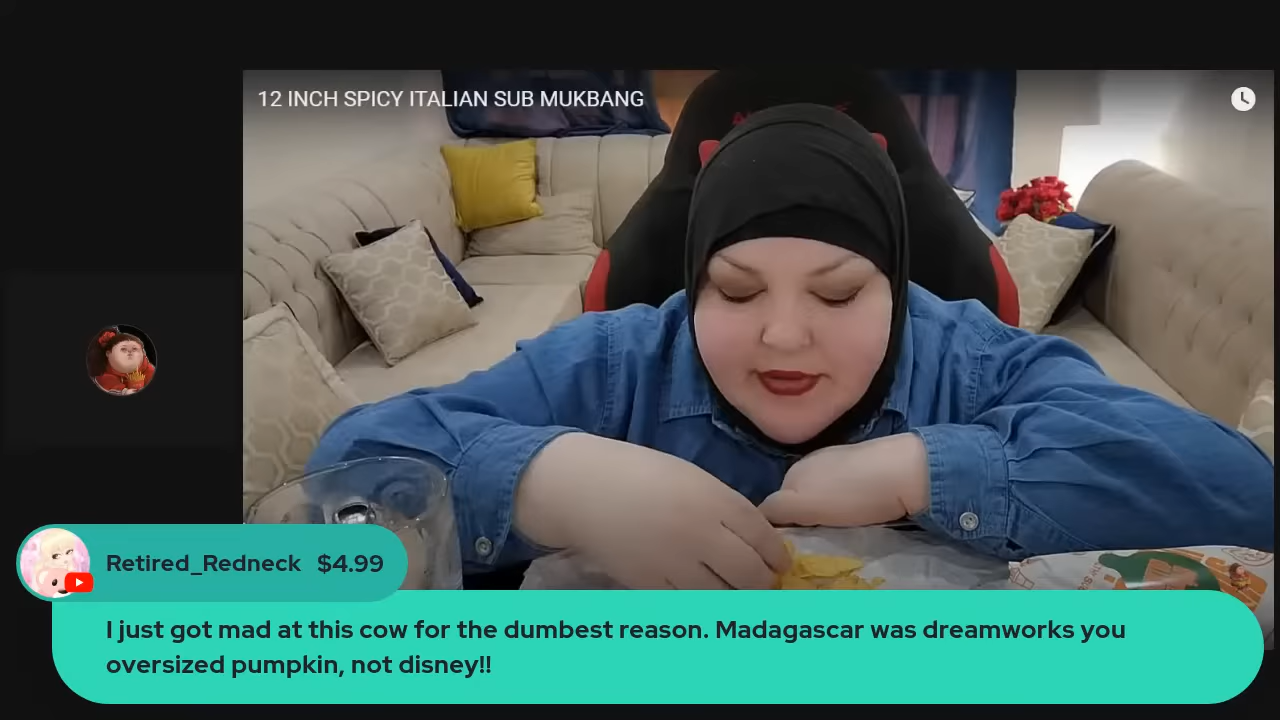 12 INCH SPICY ITALIAN SUB MUKBANG
Retired_Redneck $4.99
I just got mad at this cow for the dumbest reason. Madagascar was dreamworks you
oversized pumpkin, not disney!!